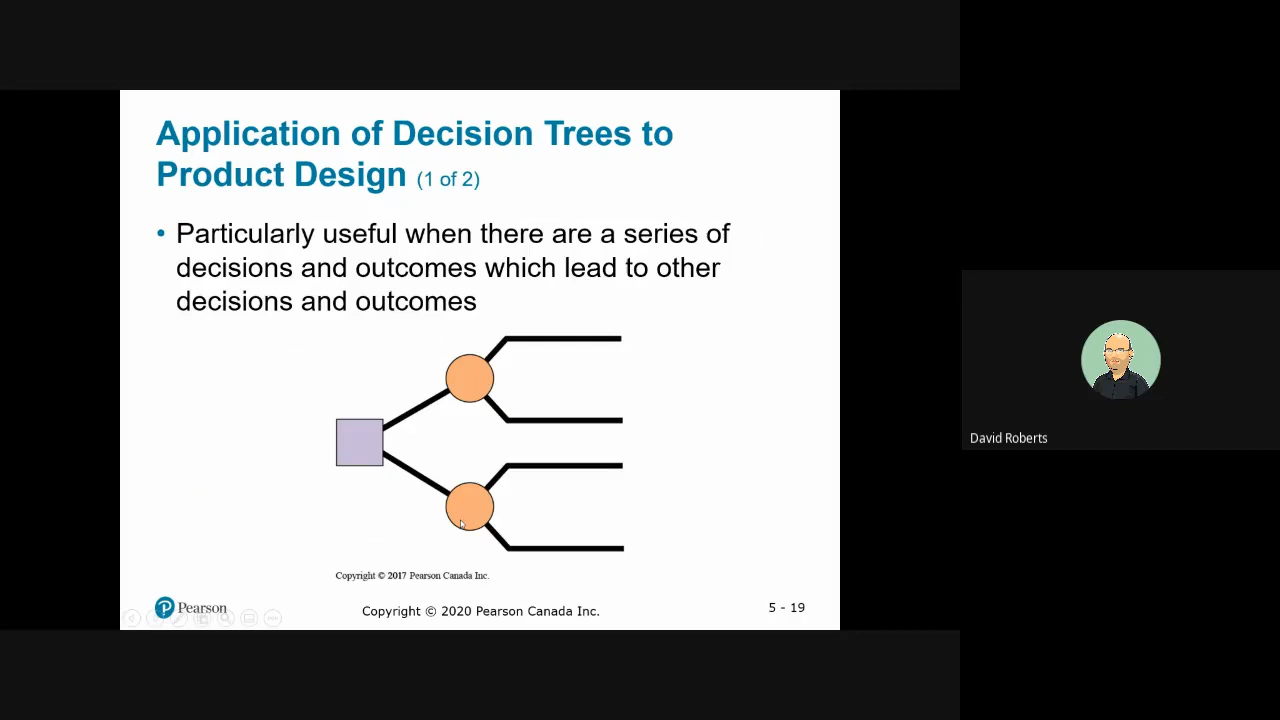 Application of Decision Trees to
Product Design (1 of 2)
• Particularly useful when there are a series of
decisions and outcomes which lead to other
decisions and outcomes
David Roberts
Copyright © 2017 Pearson Canada Inc.
Pearson
Copyright © 2020 Pearson Canada Inc.
5 - 19